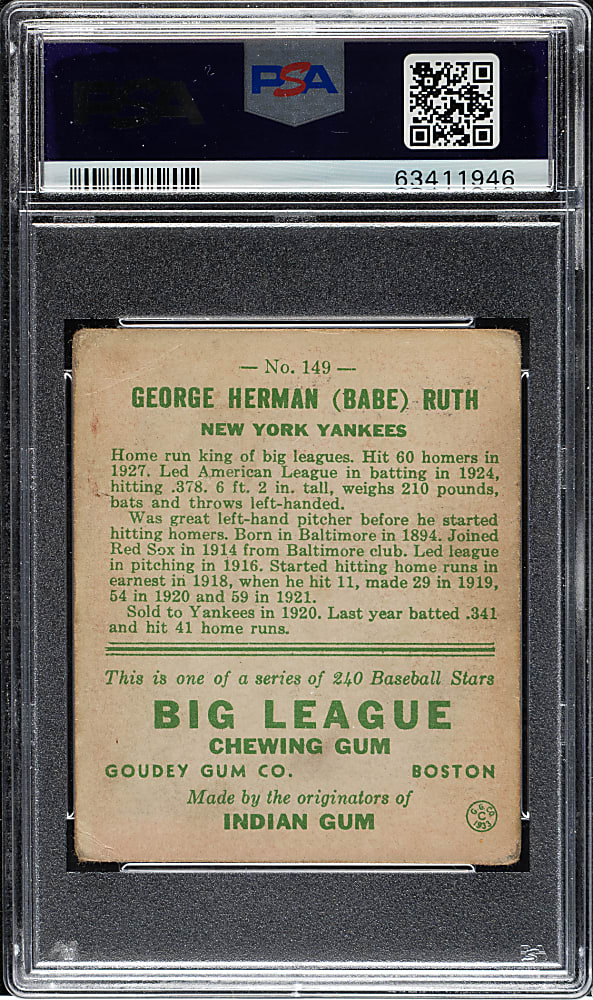 PSA
PSA
63411946
— No. 149 —
GEORGE HERMAN (BABE) RUTH
NEW YORK YANKEES
Home run king of big leagues. Hit 60 homers in
1927. Led American League in batting in 1924,
hitting .378. 6 ft. 2 in. tall, weighs 210 pounds,
bats and throws left-handed.
Was great left-hand pitcher before he started
hitting homers. Born in Baltimore in 1894. Joined
Red Sox in 1914 from Baltimore club. Led league
in pitching in 1916. Started hitting home runs in
earnest in 1918, when he hit 11, made 29 in 1919,
54 in 1920 and 59 in 1921.
Sold to Yankees in 1920. Last year batted .341
and hit 41 home runs.
This is one of a series of 240 Baseball Stars
BIG LEAGUE
CHEWING GUM
GOUDEY GUM CO. BOSTON
Made by the originators of
INDIAN GUM
G. G. CO.
C
1933
PSA